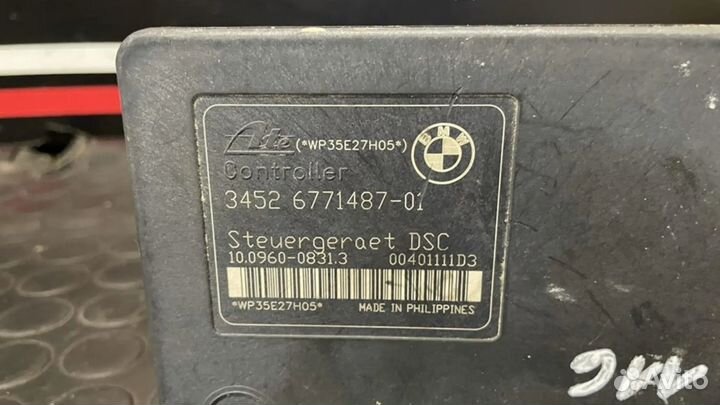 Ate (*WP35E27H05*) BMW
Controller
3452 6771487-01
Steuergeraet DSC
10.0960-0831.3 00401111D3
*WP35E27H05* MADE IN PHILIPPINES
Avito